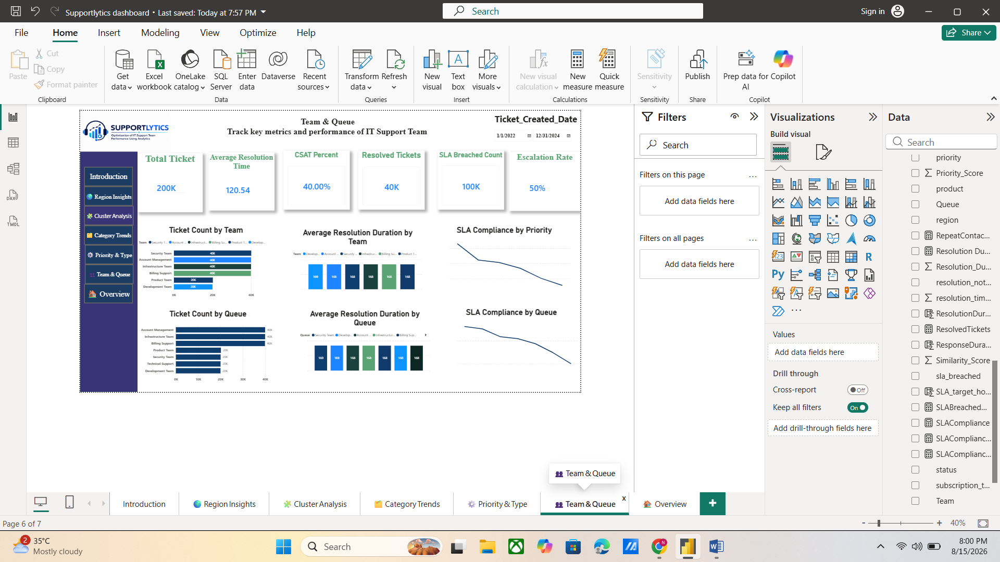 Supportlytics dashboard • Last saved: Today at 7:57 PM
Search
Sign in
File
Home
Insert
Modeling
View
Optimize
Help
Share
Paste
Cut
Copy
Format painter
Clipboard
Get data
Excel workbook
OneLake catalog
SQL Server
Enter data
Dataverse
Recent sources
Data
Transform data
Refresh
Queries
New visual
Text box
More visuals
Insert
New visual calculation
New measure
Quick measure
Calculations
Sensitivity
Sensitivity
Publish
Share
Prep data for AI
Copilot
Copilot
SUPPORTLYTICS
Optimization of IT Support Team
Performance Using Analytics
Team & Queue
Track key metrics and performance of IT Support Team
Ticket_Created_Date
1/1/2022
12/31/2024
Introduction
Region Insights
Cluster Analysis
Category Trends
Priority & Type
Team & Queue
Overview
Total Ticket
200K
Average Resolution Time
120.54
CSAT Percent
40.00%
Resolved Tickets
40K
SLA Breached Count
100K
Escalation Rate
50%
Ticket Count by Team
Team Security T... Account ... Infrastruct... Billing Su... Product T... Develop...
Security Team 40K
Account Management 40K
Infrastructure Team 40K
Billing Support 40K
Product Team 20K
Development Team 20K
0K 20K 40K
Average Resolution Duration by Team
Team Develop... Account ... Security ... Infrastruc... Billing Su... Product T...
169 168 168 168 168 168
SLA Compliance by Priority
Ticket Count by Queue
Account Management 40K
Infrastructure Team 40K
Billing Support 40K
Product Team 20K
Security Team 20K
Technical Support 20K
Development Team 20K
0K 10K 20K 30K 40K
Average Resolution Duration by Queue
Queue Security Team Develop... Account ... Infrastructur... Billing Sup...
169 169 168 168 168 168 168
SLA Compliance by Queue
Filters
Search
Filters on this page
...
Add data fields here
Filters on all pages
...
Add data fields here
Visualizations
Build visual
Values
Add data fields here
Drill through
Cross-report
Off
Keep all filters
On
Add drill-through fields here
Data
Search
priority
Priority_Score
product
Queue
region
RepeatContac...
Resolution Du...
Resolution_Du...
resolution_not...
resolution_tim...
ResolutionDur...
ResolvedTickets
ResponseDura...
Similarity_Score
sla_breached
SLA_target_ho...
SLABreached...
SLACompliance
SLAComplianc...
SLAComplianc...
status
subscription_t...
Team
Team & Queue
Introduction
Region Insights
Cluster Analysis
Category Trends
Priority & Type
Team & Queue
x
Overview
+
Page 6 of 7
- + 40%
2
35°C
Mostly cloudy
Search
8:00 PM
8/15/2026